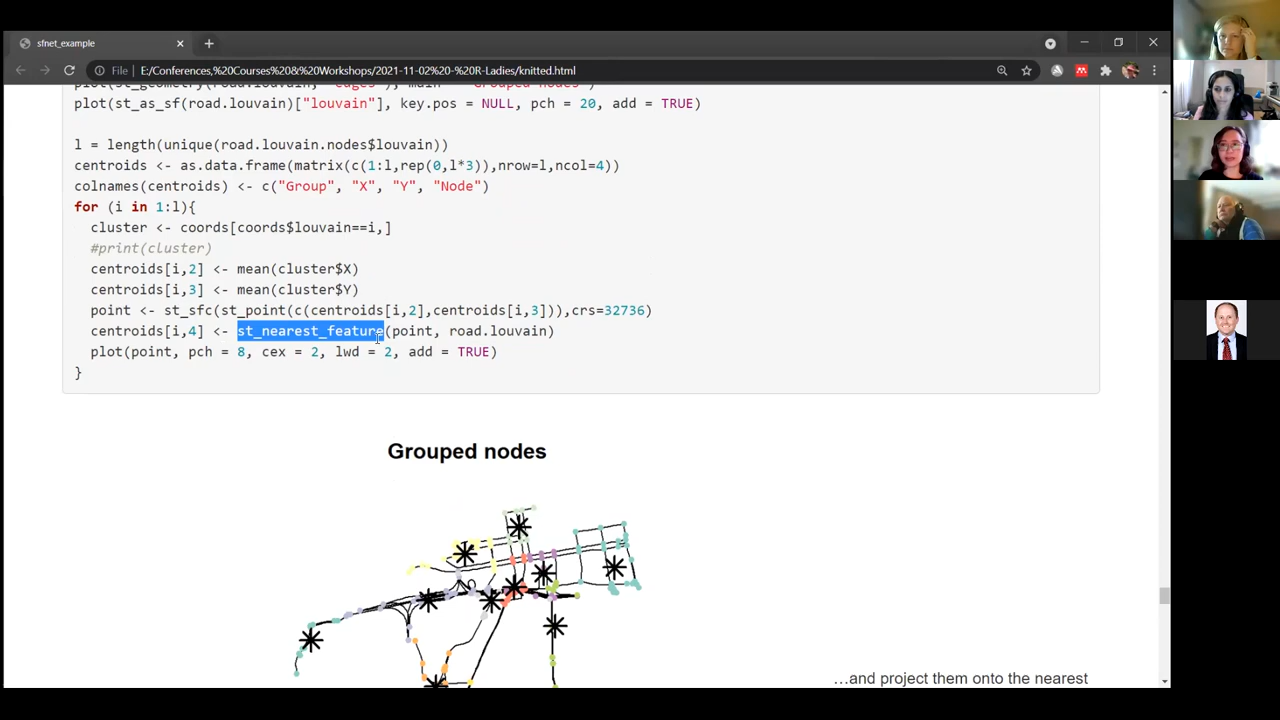 sfnet_example
File
E:/Conferences,%20Courses%20&%20Workshops/2021-11-02%20-%20R-Ladies/knitted.html
plot(st_as_sf(road.louvain)["louvain"], key.pos = NULL, pch = 20, add = TRUE)
l = length(unique(road.louvain.nodes$louvain))
centroids <- as.data.frame(matrix(c(1:l,rep(0,l*3)),nrow=l,ncol=4))
colnames(centroids) <- c("Group", "X", "Y", "Node")
for (i in 1:l){
cluster <- coords[coords$louvain==i,]
#print(cluster)
centroids[i,2] <- mean(cluster$X)
centroids[i,3] <- mean(cluster$Y)
point <- st_sfc(st_point(c(centroids[i,2],centroids[i,3])),crs=32736)
centroids[i,4] <- st_nearest_feature(point, road.louvain)
plot(point, pch = 8, cex = 2, lwd = 2, add = TRUE)
}
Grouped nodes
…and project them onto the nearest